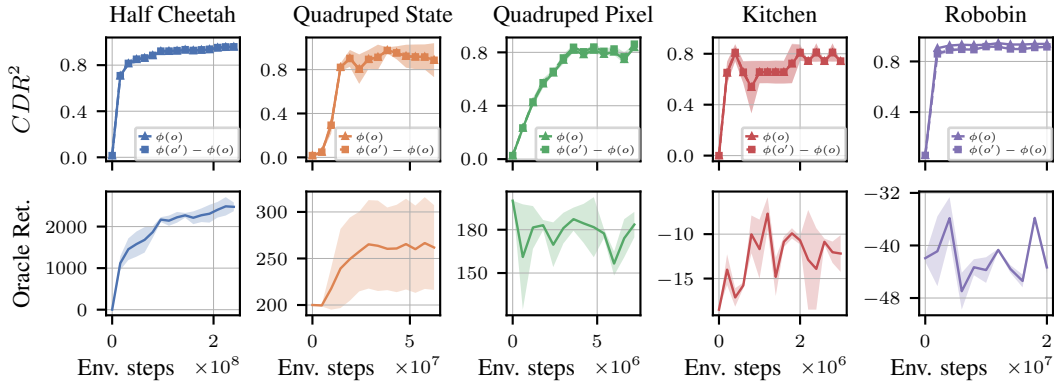 Half Cheetah Quadruped State Quadruped Pixel Kitchen Robobin
CDR²
0.8 0.8 0.8 0.8 0.8
0.4 0.4 0.4 0.4 0.4
0.0 0.0 0.0 0.0 0.0
ϕ(o) ϕ(o) ϕ(o) ϕ(o) ϕ(o)
ϕ(o′) − ϕ(o) ϕ(o′) − ϕ(o) ϕ(o′) − ϕ(o) ϕ(o′) − ϕ(o) ϕ(o′) − ϕ(o)
Oracle Ret.
2000 300 180 −10 −32
1000 250 150 −15 −40
0 200 −48
0 2 0 5 0 5 0 2 0 1 2
Env. steps ×10⁸ Env. steps ×10⁷ Env. steps ×10⁶ Env. steps ×10⁶ Env. steps ×10⁷